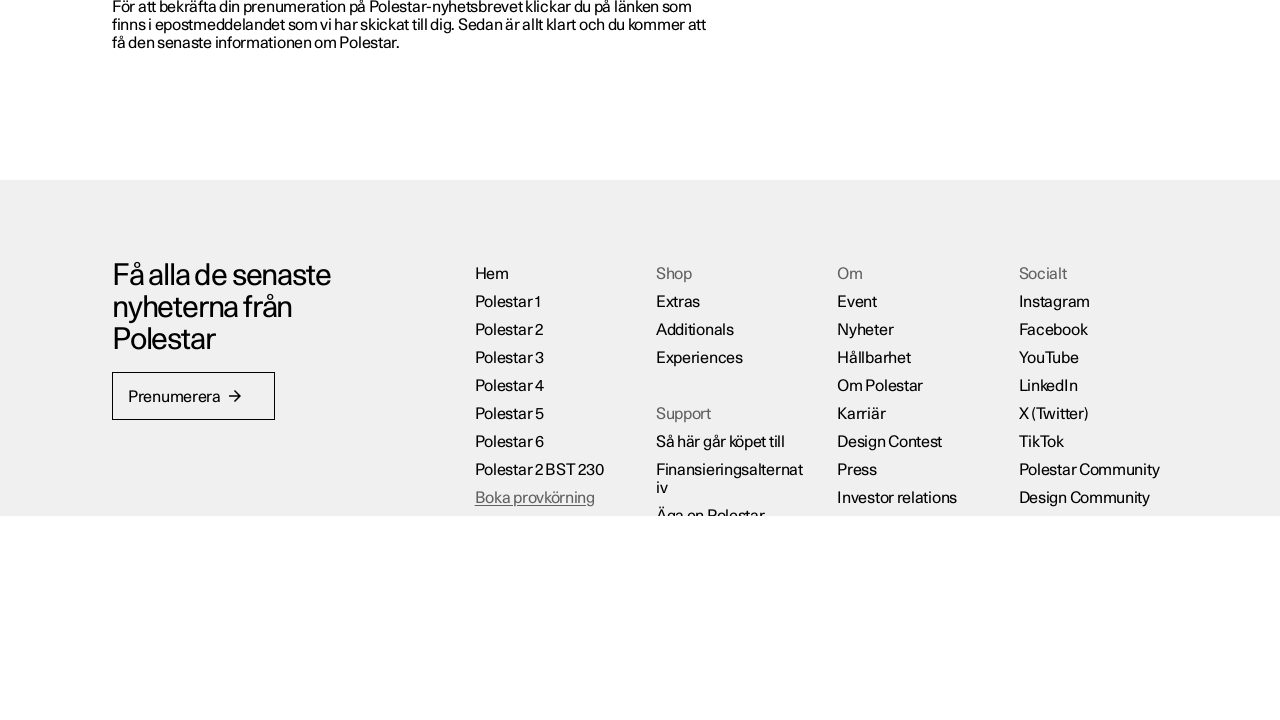 För att bekräfta din prenumeration på Polestar-nyhetsbrevet klickar du på länken som
finns i epostmeddelandet som vi har skickat till dig. Sedan är allt klart och du kommer att
få den senaste informationen om Polestar.
Få alla de senaste
nyheterna från
Polestar
Prenumerera →
Hem
Polestar 1
Polestar 2
Polestar 3
Polestar 4
Polestar 5
Polestar 6
Polestar 2 BST 230
Boka provkörning
Shop
Extras
Additionals
Experiences
Support
Så här går köpet till
Finansieringsalternat
iv
Äga en Polestar
Om
Event
Nyheter
Hållbarhet
Om Polestar
Karriär
Design Contest
Press
Investor relations
Socialt
Instagram
Facebook
YouTube
LinkedIn
X (Twitter)
TikTok
Polestar Community
Design Community